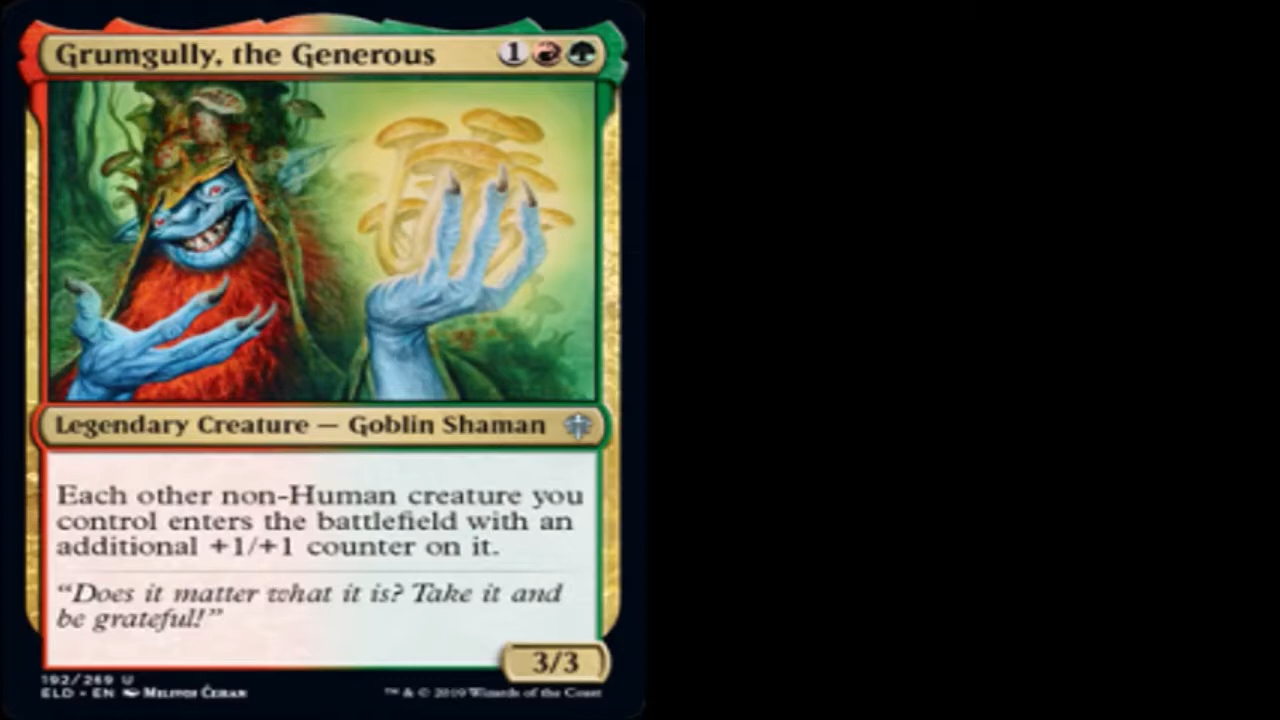 Grumgully, the Generous 1
Legendary Creature — Goblin Shaman
Each other non-Human creature you
control enters the battlefield with an
additional +1/+1 counter on it.
“Does it matter what it is? Take it and
be grateful!”
3/3
192/269 U
ELD • EN
™ & © 2019 Wizards of the Coast